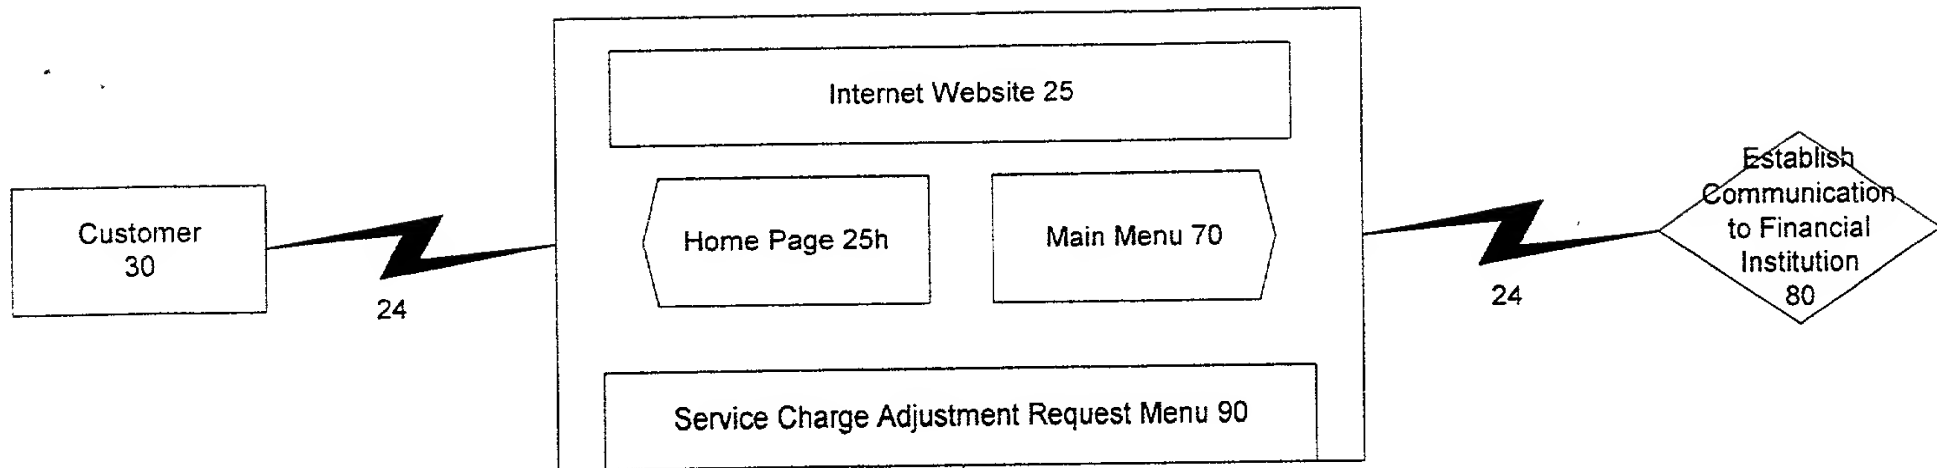 Internet Website 25
Customer
30
24
Home Page 25h
Main Menu 70
24
Establish
Communication
to Financial
Institution
80
Service Charge Adjustment Request Menu 90